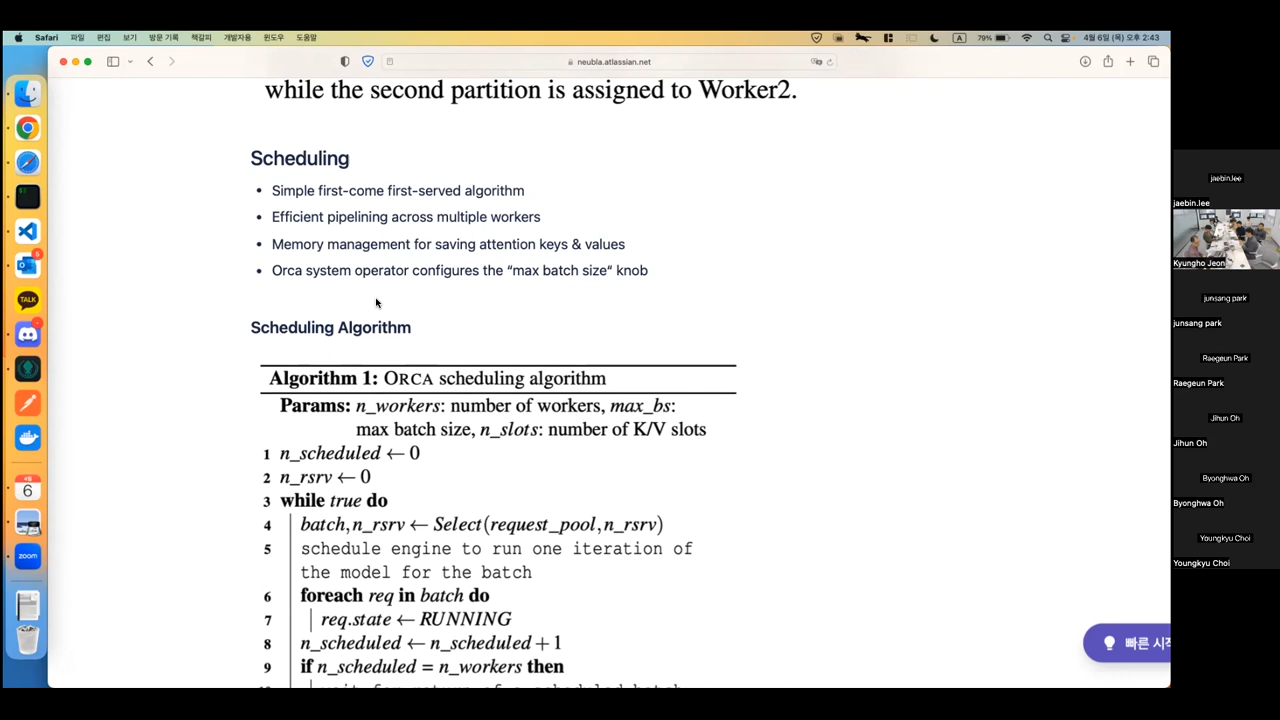 Safari 파일 편집 보기 방문 기록 책갈피 개발자용 윈도우 도움말
A 79% 4월 6일 (목) 오후 2:43
neubla.atlassian.net
while the second partition is assigned to Worker2.
Scheduling
• Simple first-come first-served algorithm
• Efficient pipelining across multiple workers
• Memory management for saving attention keys & values
• Orca system operator configures the “max batch size“ knob
Scheduling Algorithm
Algorithm 1: ORCA scheduling algorithm
Params: n_workers: number of workers, max_bs:
max batch size, n_slots: number of K/V slots
1 n_scheduled ← 0
2 n_rsrv ← 0
3 while true do
4 batch, n_rsrv ← Select(request_pool, n_rsrv)
5 schedule engine to run one iteration of
the model for the batch
6 foreach req in batch do
7 req.state ← RUNNING
8 n_scheduled ← n_scheduled + 1
9 if n_scheduled = n_workers then
빠른 시작
TALK
6
zoom
jaebin.lee
jaebin.lee
Kyungho Jeon
junsang park
junsang park
Raegeun Park
Raegeun Park
Jihun Oh
Jihun Oh
Byonghwa Oh
Byonghwa Oh
Youngkyu Choi
Youngkyu Choi